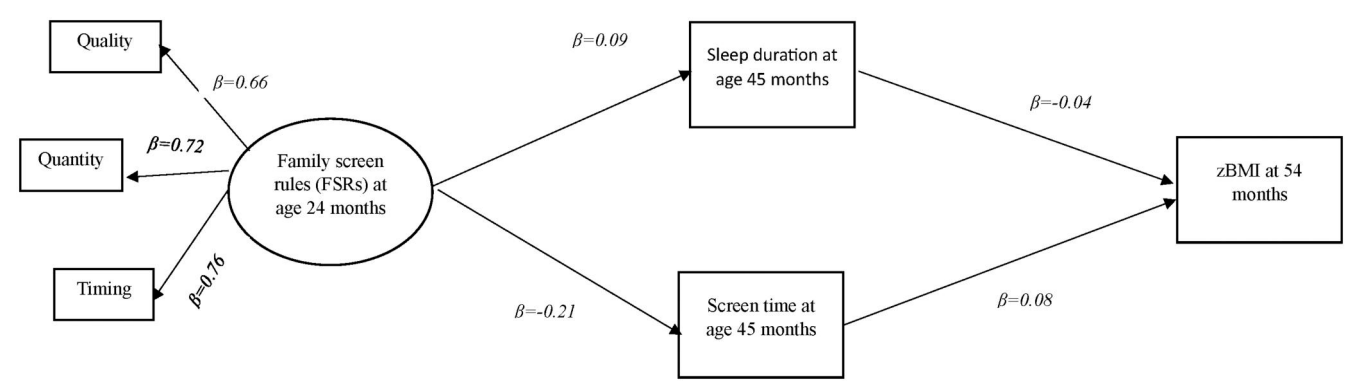 Quality
β=0.66
Quantity
β=0.72
Timing
β=0.76
Family screen
rules (FSRs) at
age 24 months
β=0.09
Sleep duration at
age 45 months
β=-0.04
β=-0.21
Screen time at
age 45 months
β=0.08
zBMI at 54
months